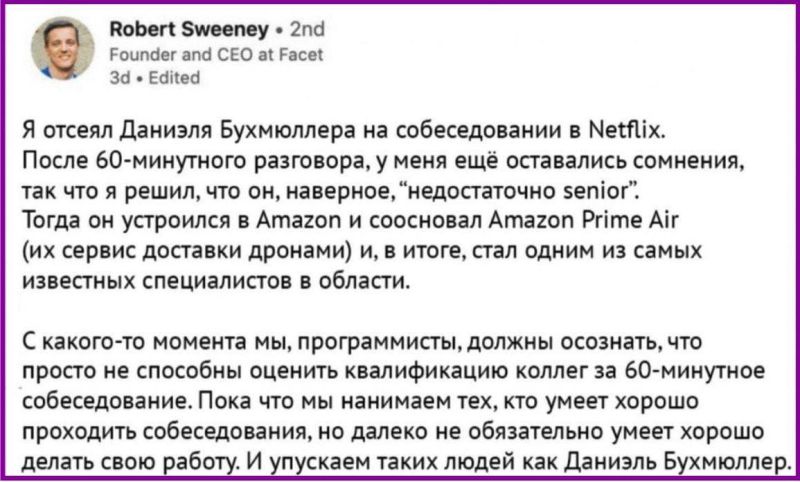 Robert Sweeney • 2nd
Founder and CEO at Facet
3d • Edited
Я отсеял Даниэля Бухмюллера на собеседовании в Netflix.
После 60-минутного разговора, у меня ещё оставались сомнения,
так что я решил, что он, наверное, “недостаточно senior”.
Тогда он устроился в Amazon и сооснoвал Amazon Prime Air
(их сервис доставки дронами) и, в итоге, стал одним из самых
известных специалистов в области.
С какого-то момента мы, программисты, должны осознать, что
просто не способны оценить квалификацию коллег за 60-минутное
собеседование. Пока что мы нанимаем тех, кто умеет хорошо
проходить собеседования, но далеко не обязательно умеет хорошо
делать свою работу. И упускаем таких людей как Даниэль Бухмюллер.